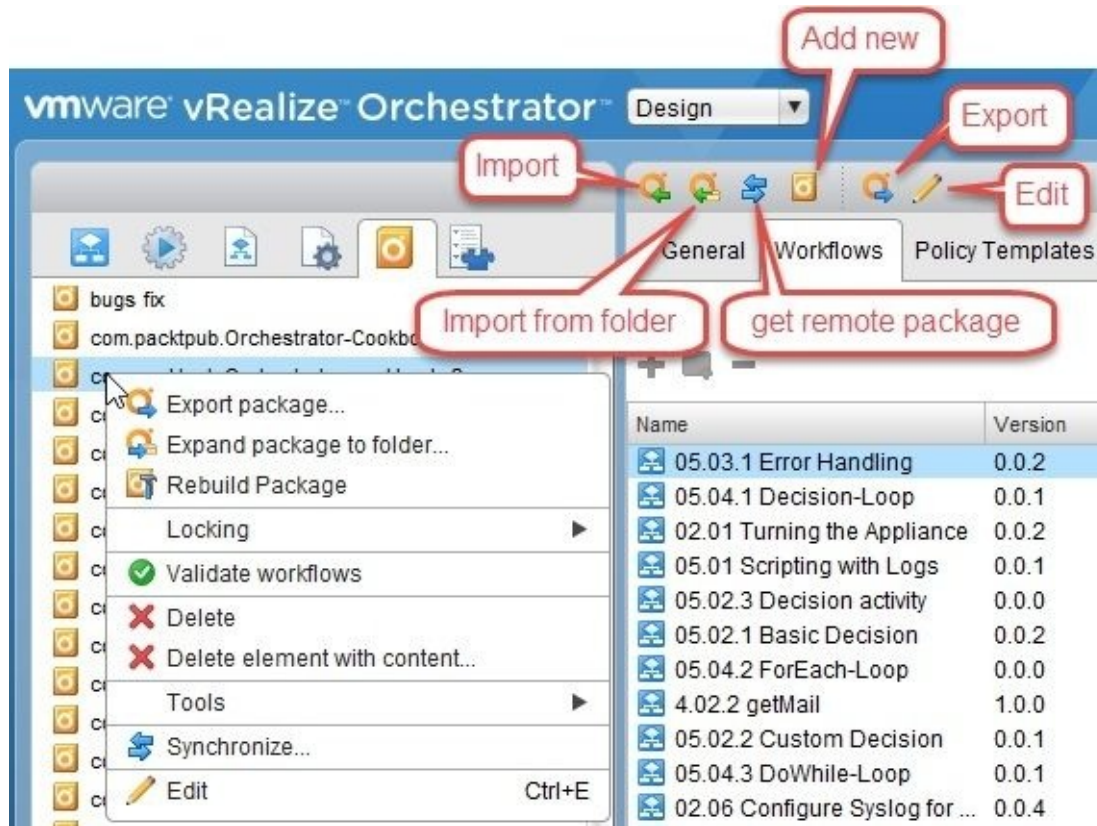 Add new
vmware vRealize™ Orchestrator™ Design
Export
Import
Edit
General Workflows Policy Templates
bugs fix
Import from folder get remote package
com.packtpub.Orchestrator-Cookbo
Export package...
Expand package to folder...
Rebuild Package
Locking
Validate workflows
Delete
Delete element with content...
Tools
Synchronize...
Edit Ctrl+E
Name Version
05.03.1 Error Handling 0.0.2
05.04.1 Decision-Loop 0.0.1
02.01 Turning the Appliance 0.0.2
05.01 Scripting with Logs 0.0.1
05.02.3 Decision activity 0.0.0
05.02.1 Basic Decision 0.0.2
05.04.2 ForEach-Loop 0.0.0
4.02.2 getMail 1.0.0
05.02.2 Custom Decision 0.0.1
05.04.3 DoWhile-Loop 0.0.1
02.06 Configure Syslog for ... 0.0.4